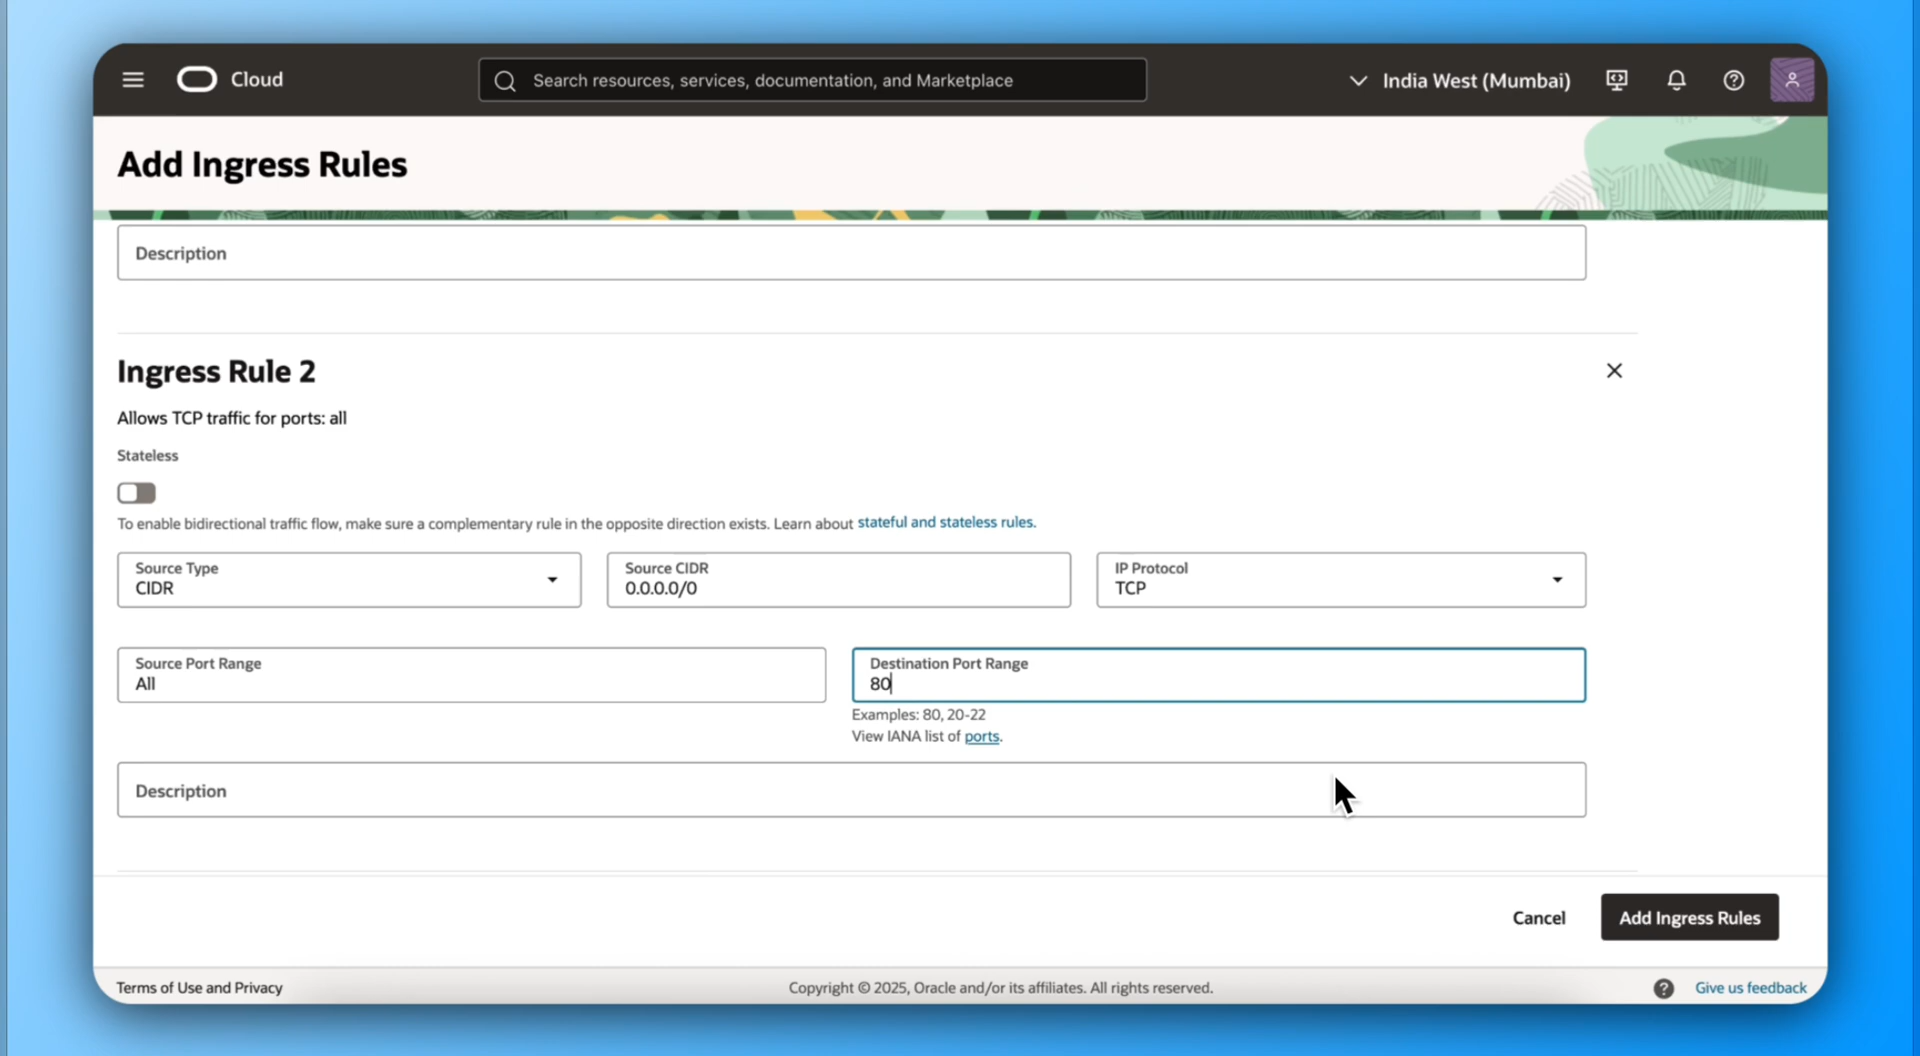 Cloud
Search resources, services, documentation, and Marketplace
India West (Mumbai)
Add Ingress Rules
Description
Ingress Rule 2
Allows TCP traffic for ports: all
Stateless
To enable bidirectional traffic flow, make sure a complementary rule in the opposite direction exists. Learn about stateful and stateless rules.
Source Type
CIDR
Source CIDR
0.0.0.0/0
IP Protocol
TCP
Source Port Range
All
Destination Port Range
80
Examples: 80, 20-22
View IANA list of ports.
Description
Cancel
Add Ingress Rules
Terms of Use and Privacy
Copyright © 2025, Oracle and/or its affiliates. All rights reserved.
Give us feedback